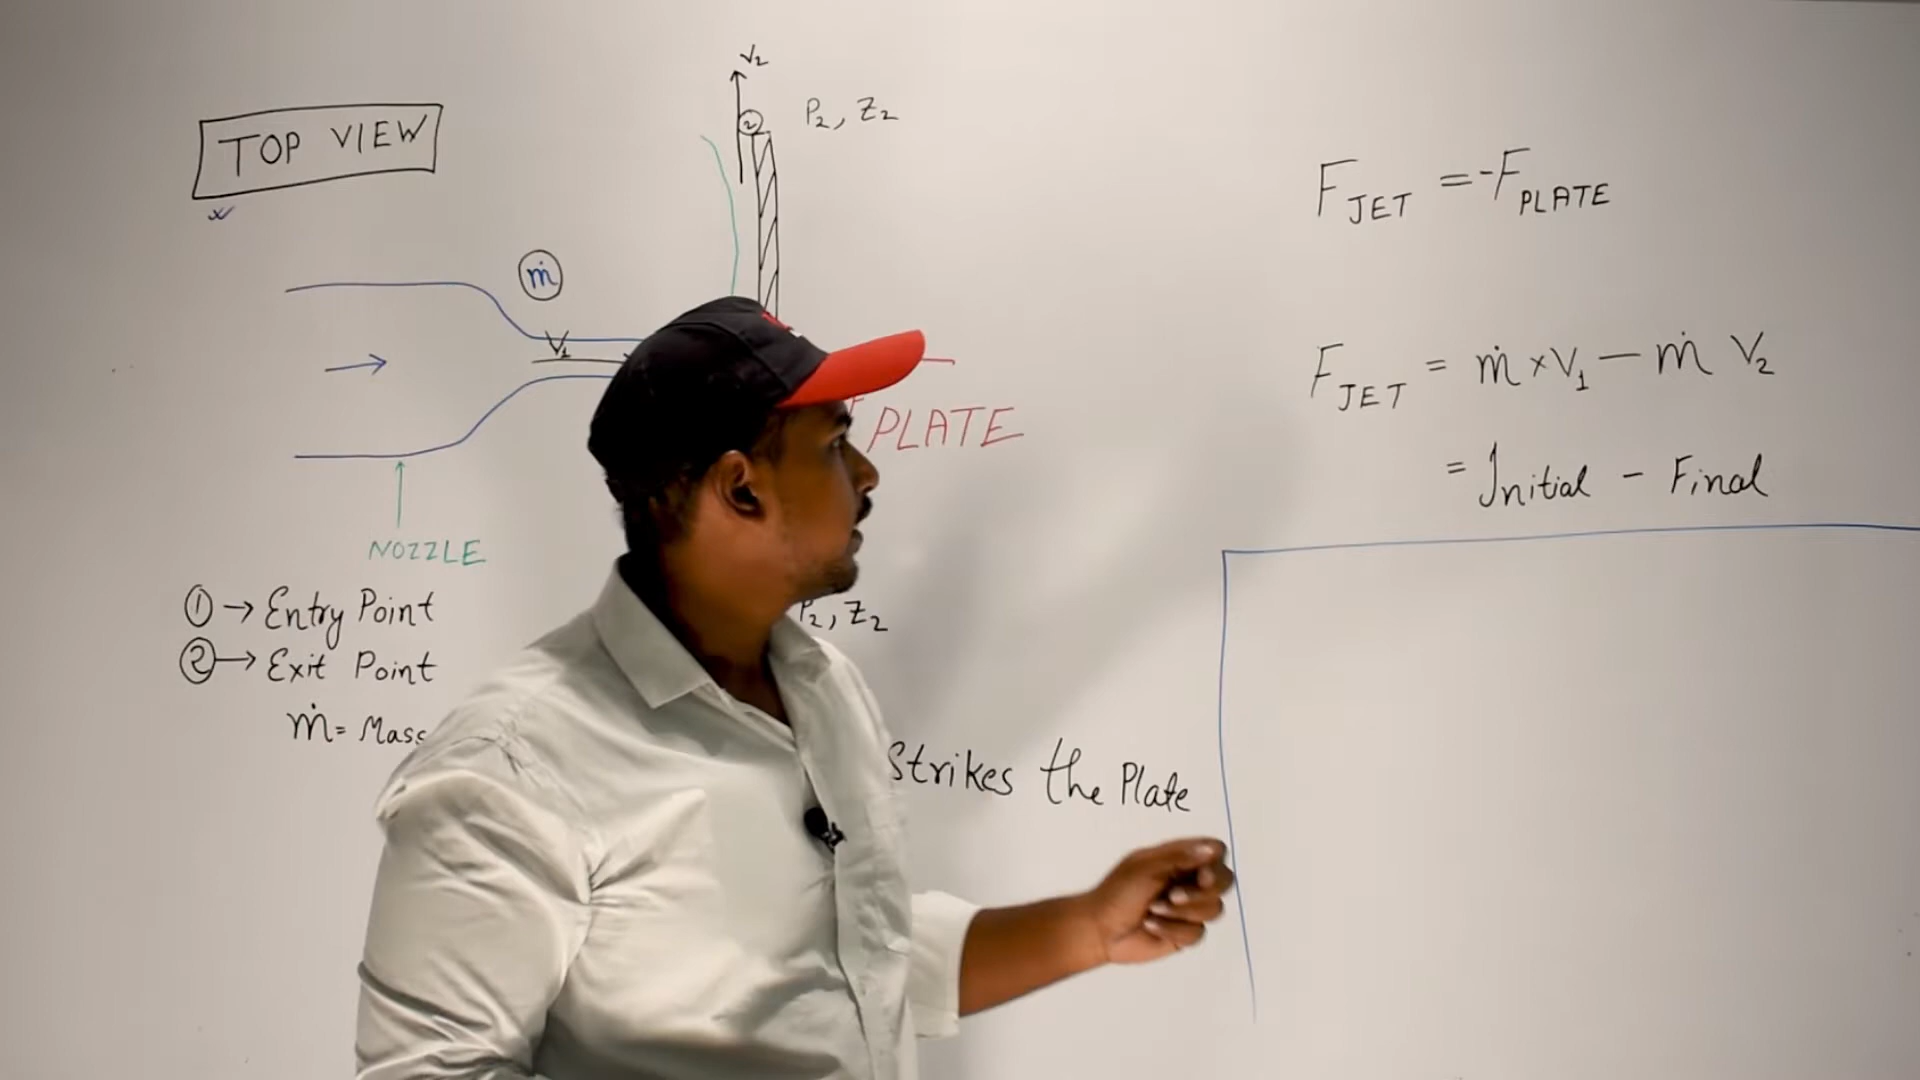 TOP VIEW
V₂
②
P₂, Z₂
ṁ
V₁
PLATE
NOZZLE
① → Entry Point
② → Exit Point
ṁ = Mass
P₂, Z₂
Strikes the Plate
F_JET = -F_PLATE
F_JET = ṁ × V₁ — ṁ V₂
= Initial - Final